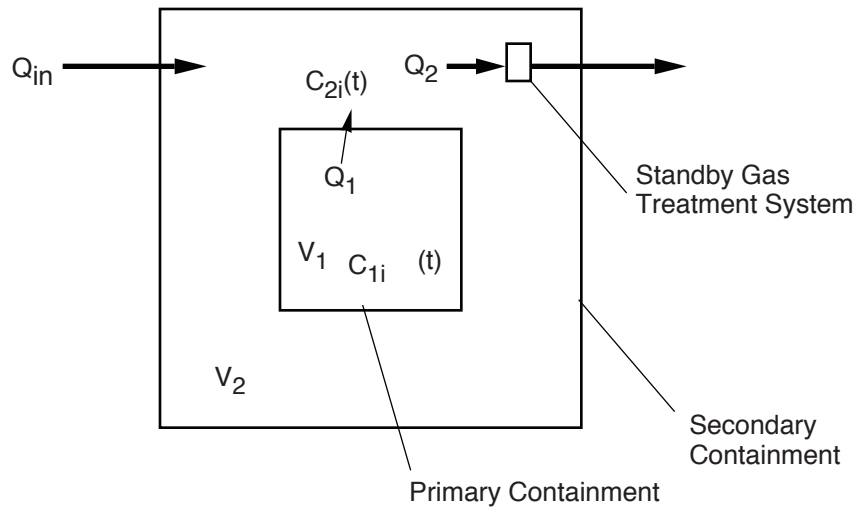 Q_in
C_2i(t)
Q_2
Q_1
Standby Gas
Treatment System
V_1 C_1i (t)
V_2
Secondary
Containment
Primary Containment